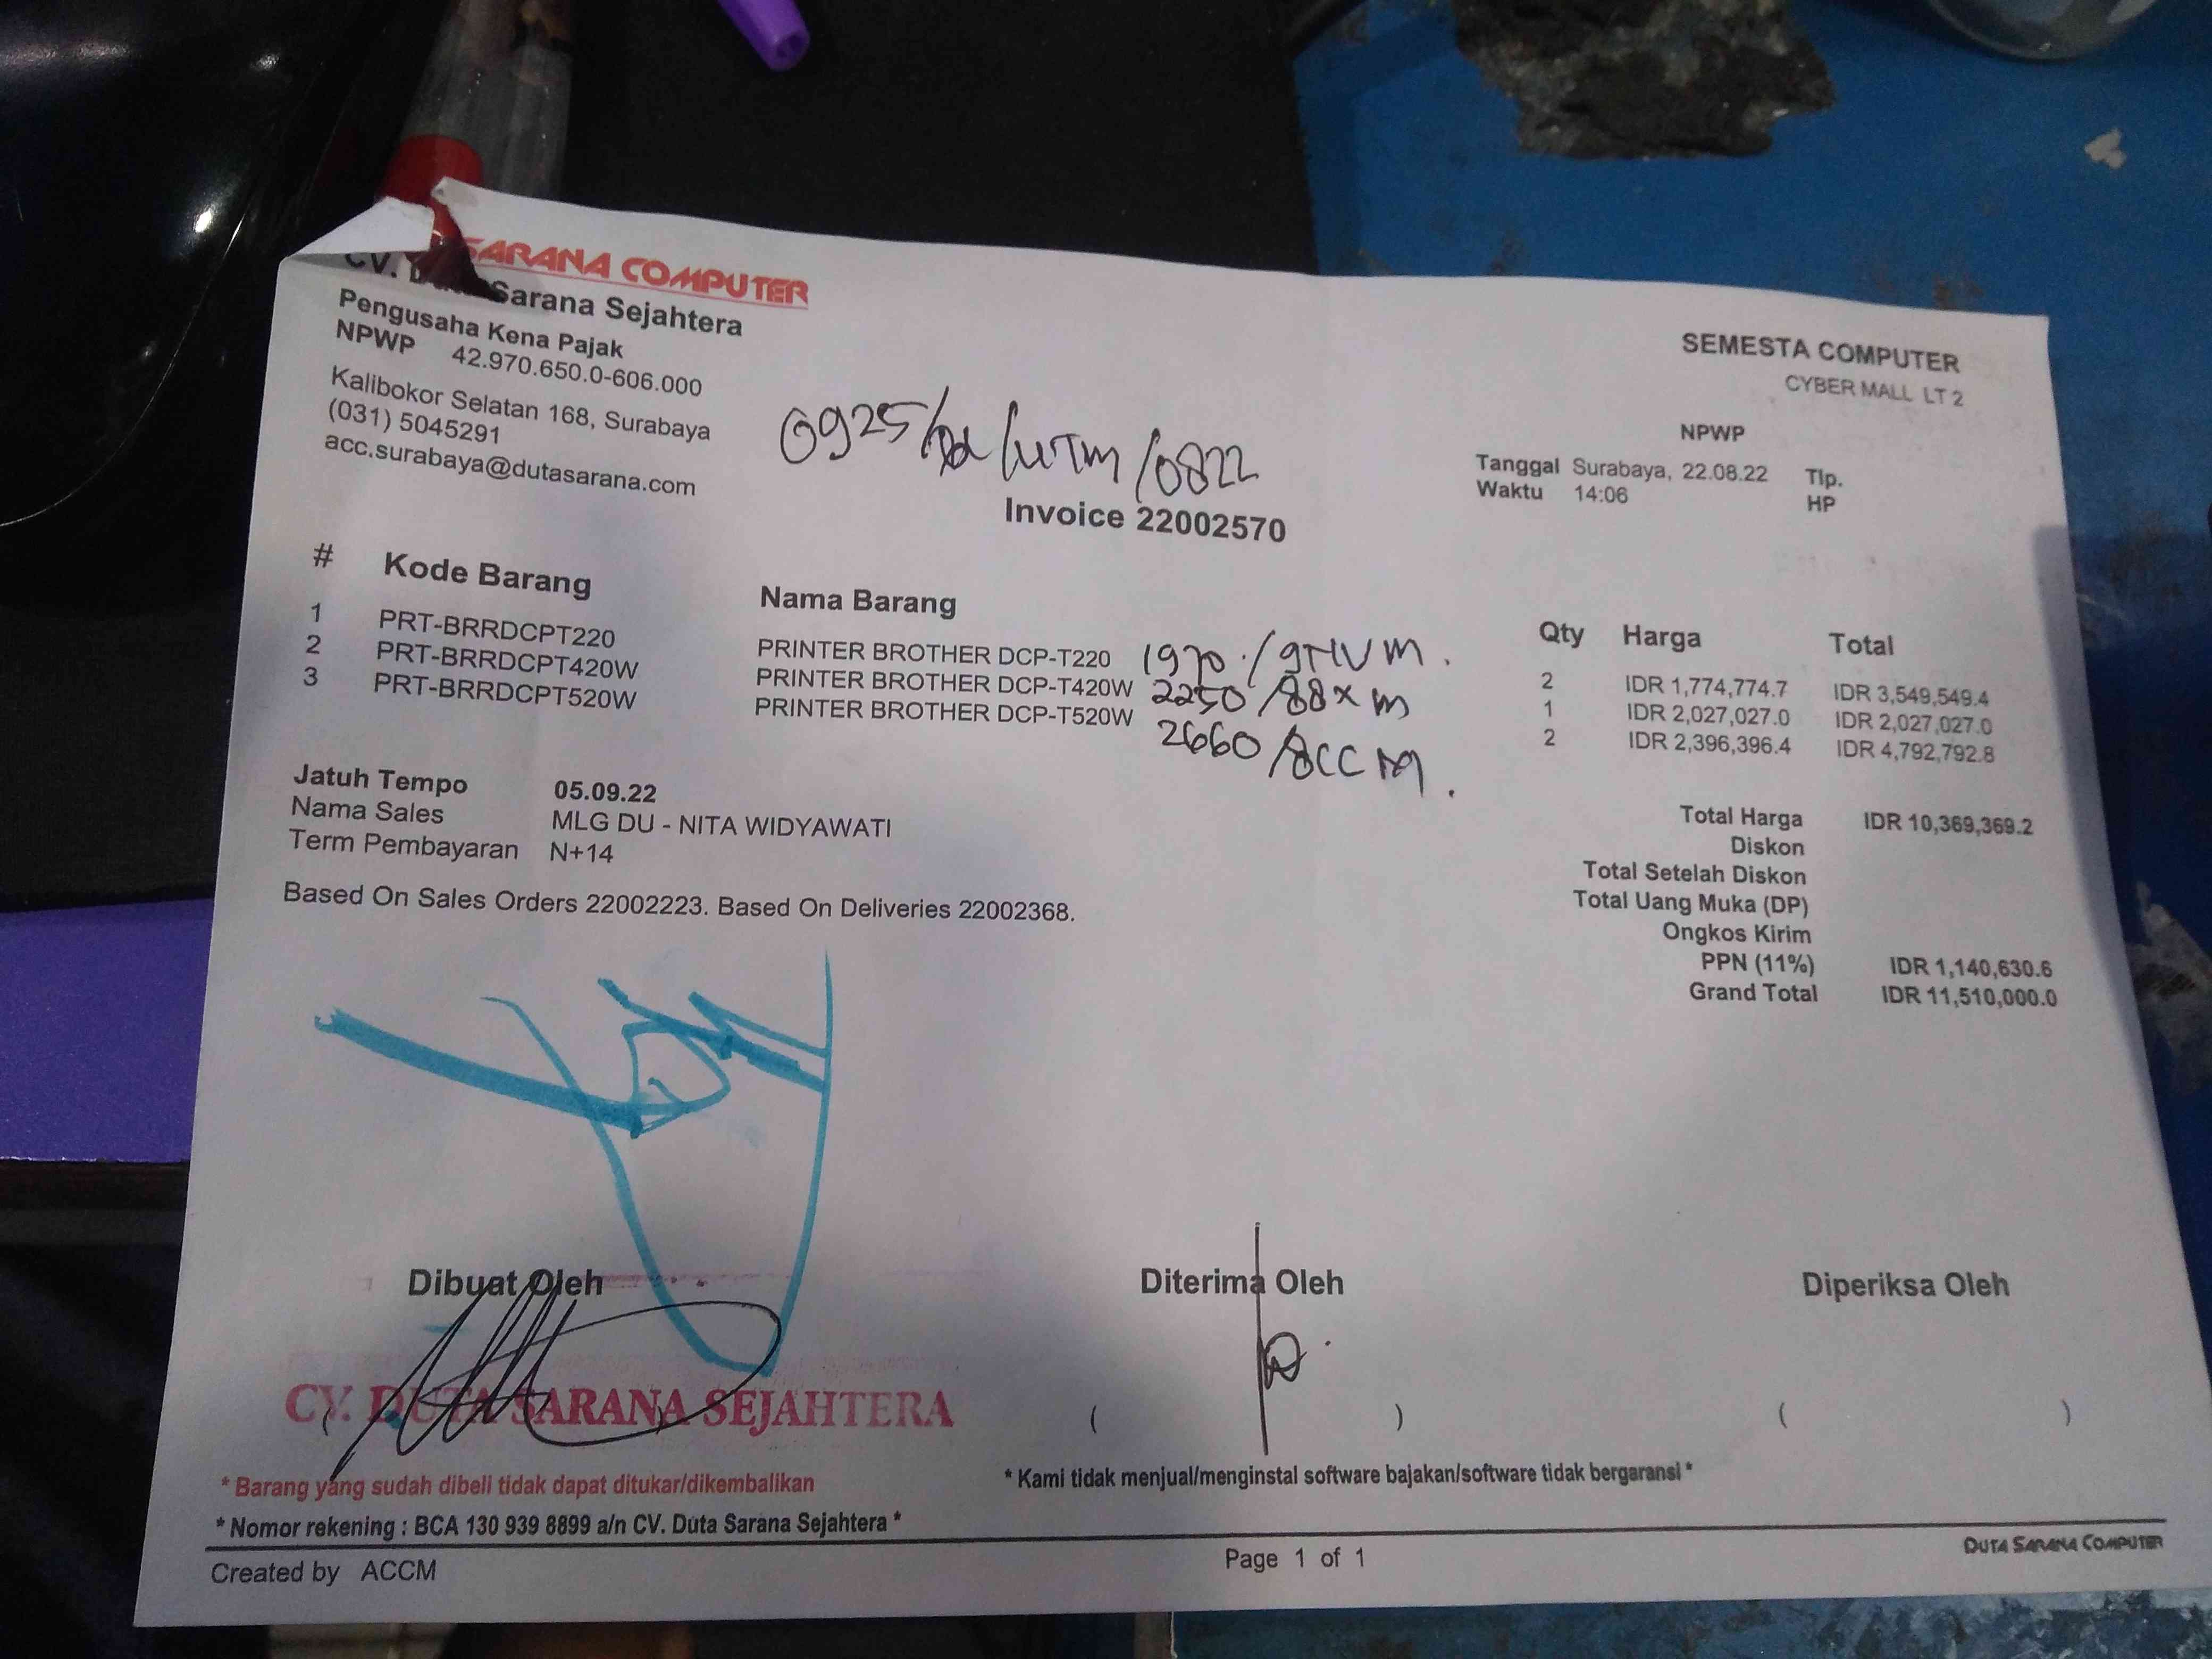 SARANA COMPUTER
CV. Duta Sarana Sejahtera
Pengusaha Kena Pajak
NPWP 42.970.650.0-606.000
Kalibokor Selatan 168, Surabaya
(031) 5045291
acc.surabaya@dutasarana.com
SEMESTA COMPUTER
CYBER MALL LT 2
NPWP
Tanggal Surabaya, 22.08.22 Tlp.
Waktu 14:06 HP
/0822
Invoice 22002570
# Kode Barang Nama Barang Qty Harga Total
1 PRT-BRRDCPT220 PRINTER BROTHER DCP-T220 1970 2 IDR 1,774,774.7 IDR 3,549,549.4
2 PRT-BRRDCPT420W PRINTER BROTHER DCP-T420W 2250 1 IDR 2,027,027.0 IDR 2,027,027.0
3 PRT-BRRDCPT520W PRINTER BROTHER DCP-T520W 2660 2 IDR 2,396,396.4 IDR 4,792,792.8
Jatuh Tempo 05.09.22
Nama Sales MLG DU - NITA WIDYAWATI
Term Pembayaran N+14
Based On Sales Orders 22002223. Based On Deliveries 22002368.
Total Harga IDR 10,369,369.2
Diskon
Total Setelah Diskon
Total Uang Muka (DP)
Ongkos Kirim
PPN (11%) IDR 1,140,630.6
Grand Total IDR 11,510,000.0
Dibuat Oleh Diterima Oleh Diperiksa Oleh
CV. DUTA SARANA SEJAHTERA
( ) ( ) ( )
* Barang yang sudah dibeli tidak dapat ditukar/dikembalikan
* Kami tidak menjual/menginstal software bajakan/software tidak bergaransi *
* Nomor rekening : BCA 130 939 8899 a/n CV. Duta Sarana Sejahtera *
DUTA SARANA COMPUTER
Created by ACCM Page 1 of 1